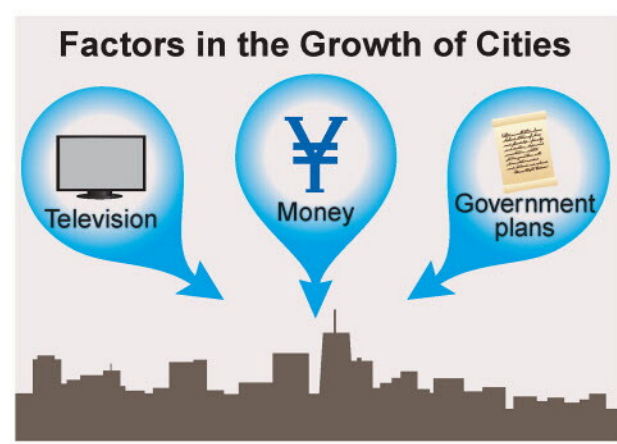 Factors in the Growth of Cities
Television
¥
Money
Government
plans